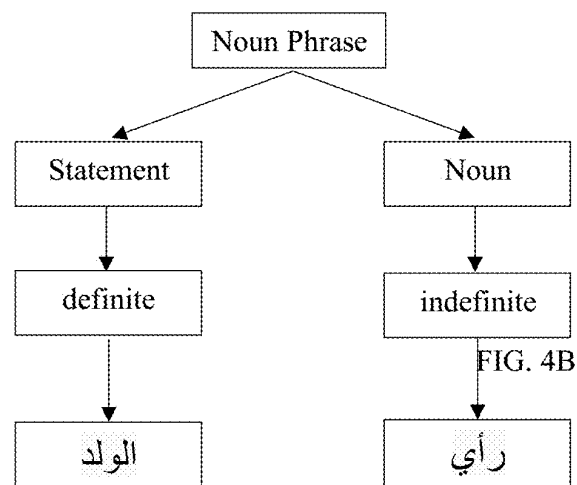 Noun Phrase
Statement
Noun
definite
indefinite
FIG. 4B
الولد
رأي